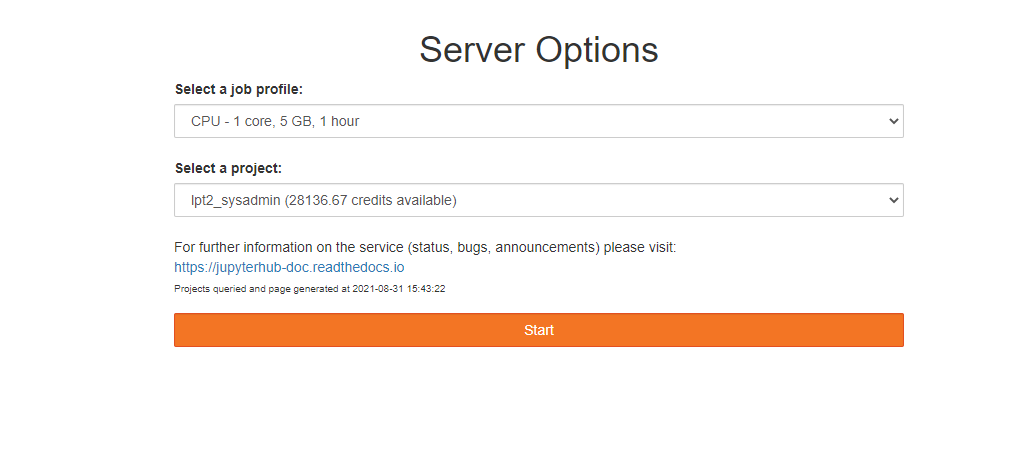 Server Options
Select a job profile:
CPU - 1 core, 5 GB, 1 hour
Select a project:
lpt2_sysadmin (28136.67 credits available)
For further information on the service (status, bugs, announcements) please visit:
https://jupyterhub-doc.readthedocs.io
Projects queried and page generated at 2021-08-31 15:43:22
Start